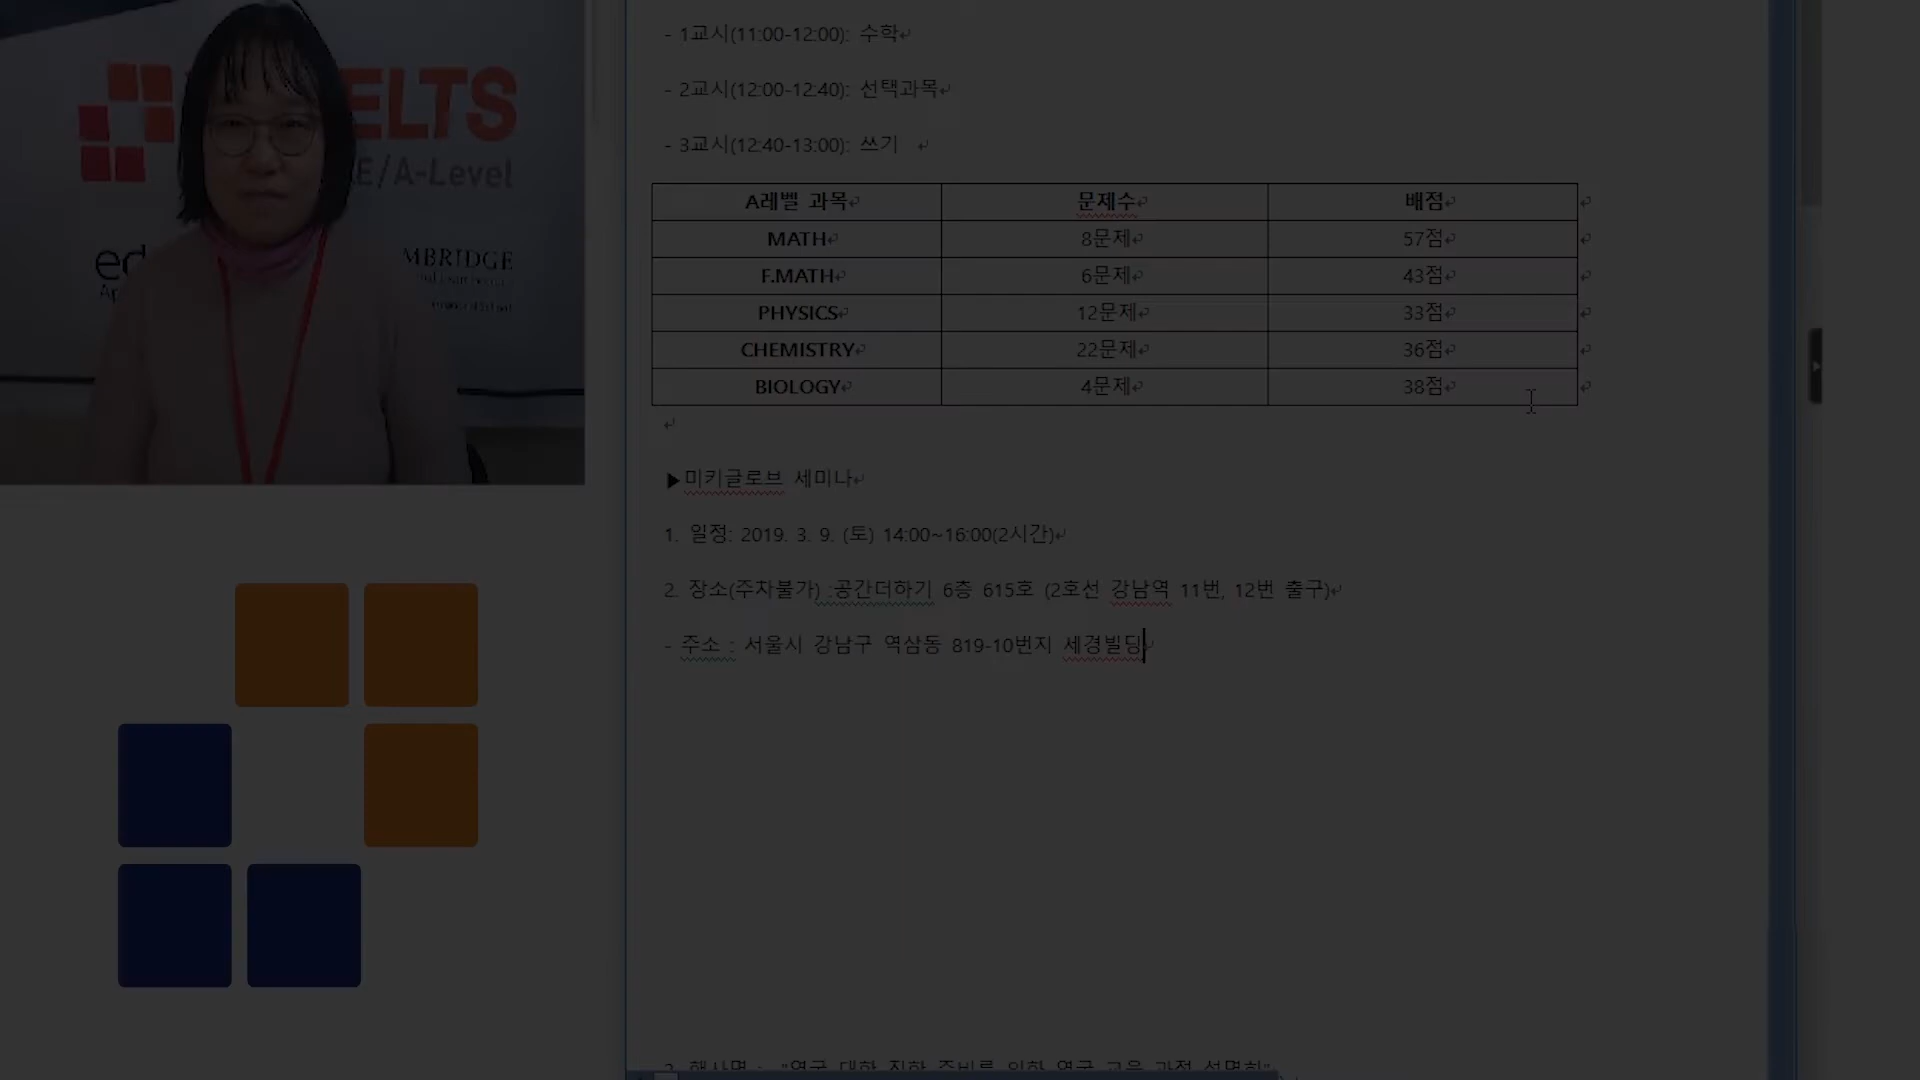 ELTS
E/A-Level
ed
MBRIDGE
- 1교시(11:00-12:00): 수학
- 2교시(12:00-12:40): 선택과목
- 3교시(12:40-13:00): 쓰기
A레벨 과목 문제수 배점
MATH 8문제 57점
F.MATH 6문제 43점
PHYSICS 12문제 33점
CHEMISTRY 22문제 36점
BIOLOGY 4문제 38점
▶미키글로브 세미나
1. 일정: 2019. 3. 9. (토) 14:00~16:00(2시간)
2. 장소(주차불가) :공간더하기 6층 615호 (2호선 강남역 11번, 12번 출구)
- 주소 : 서울시 강남구 역삼동 819-10번지 세경빌딩